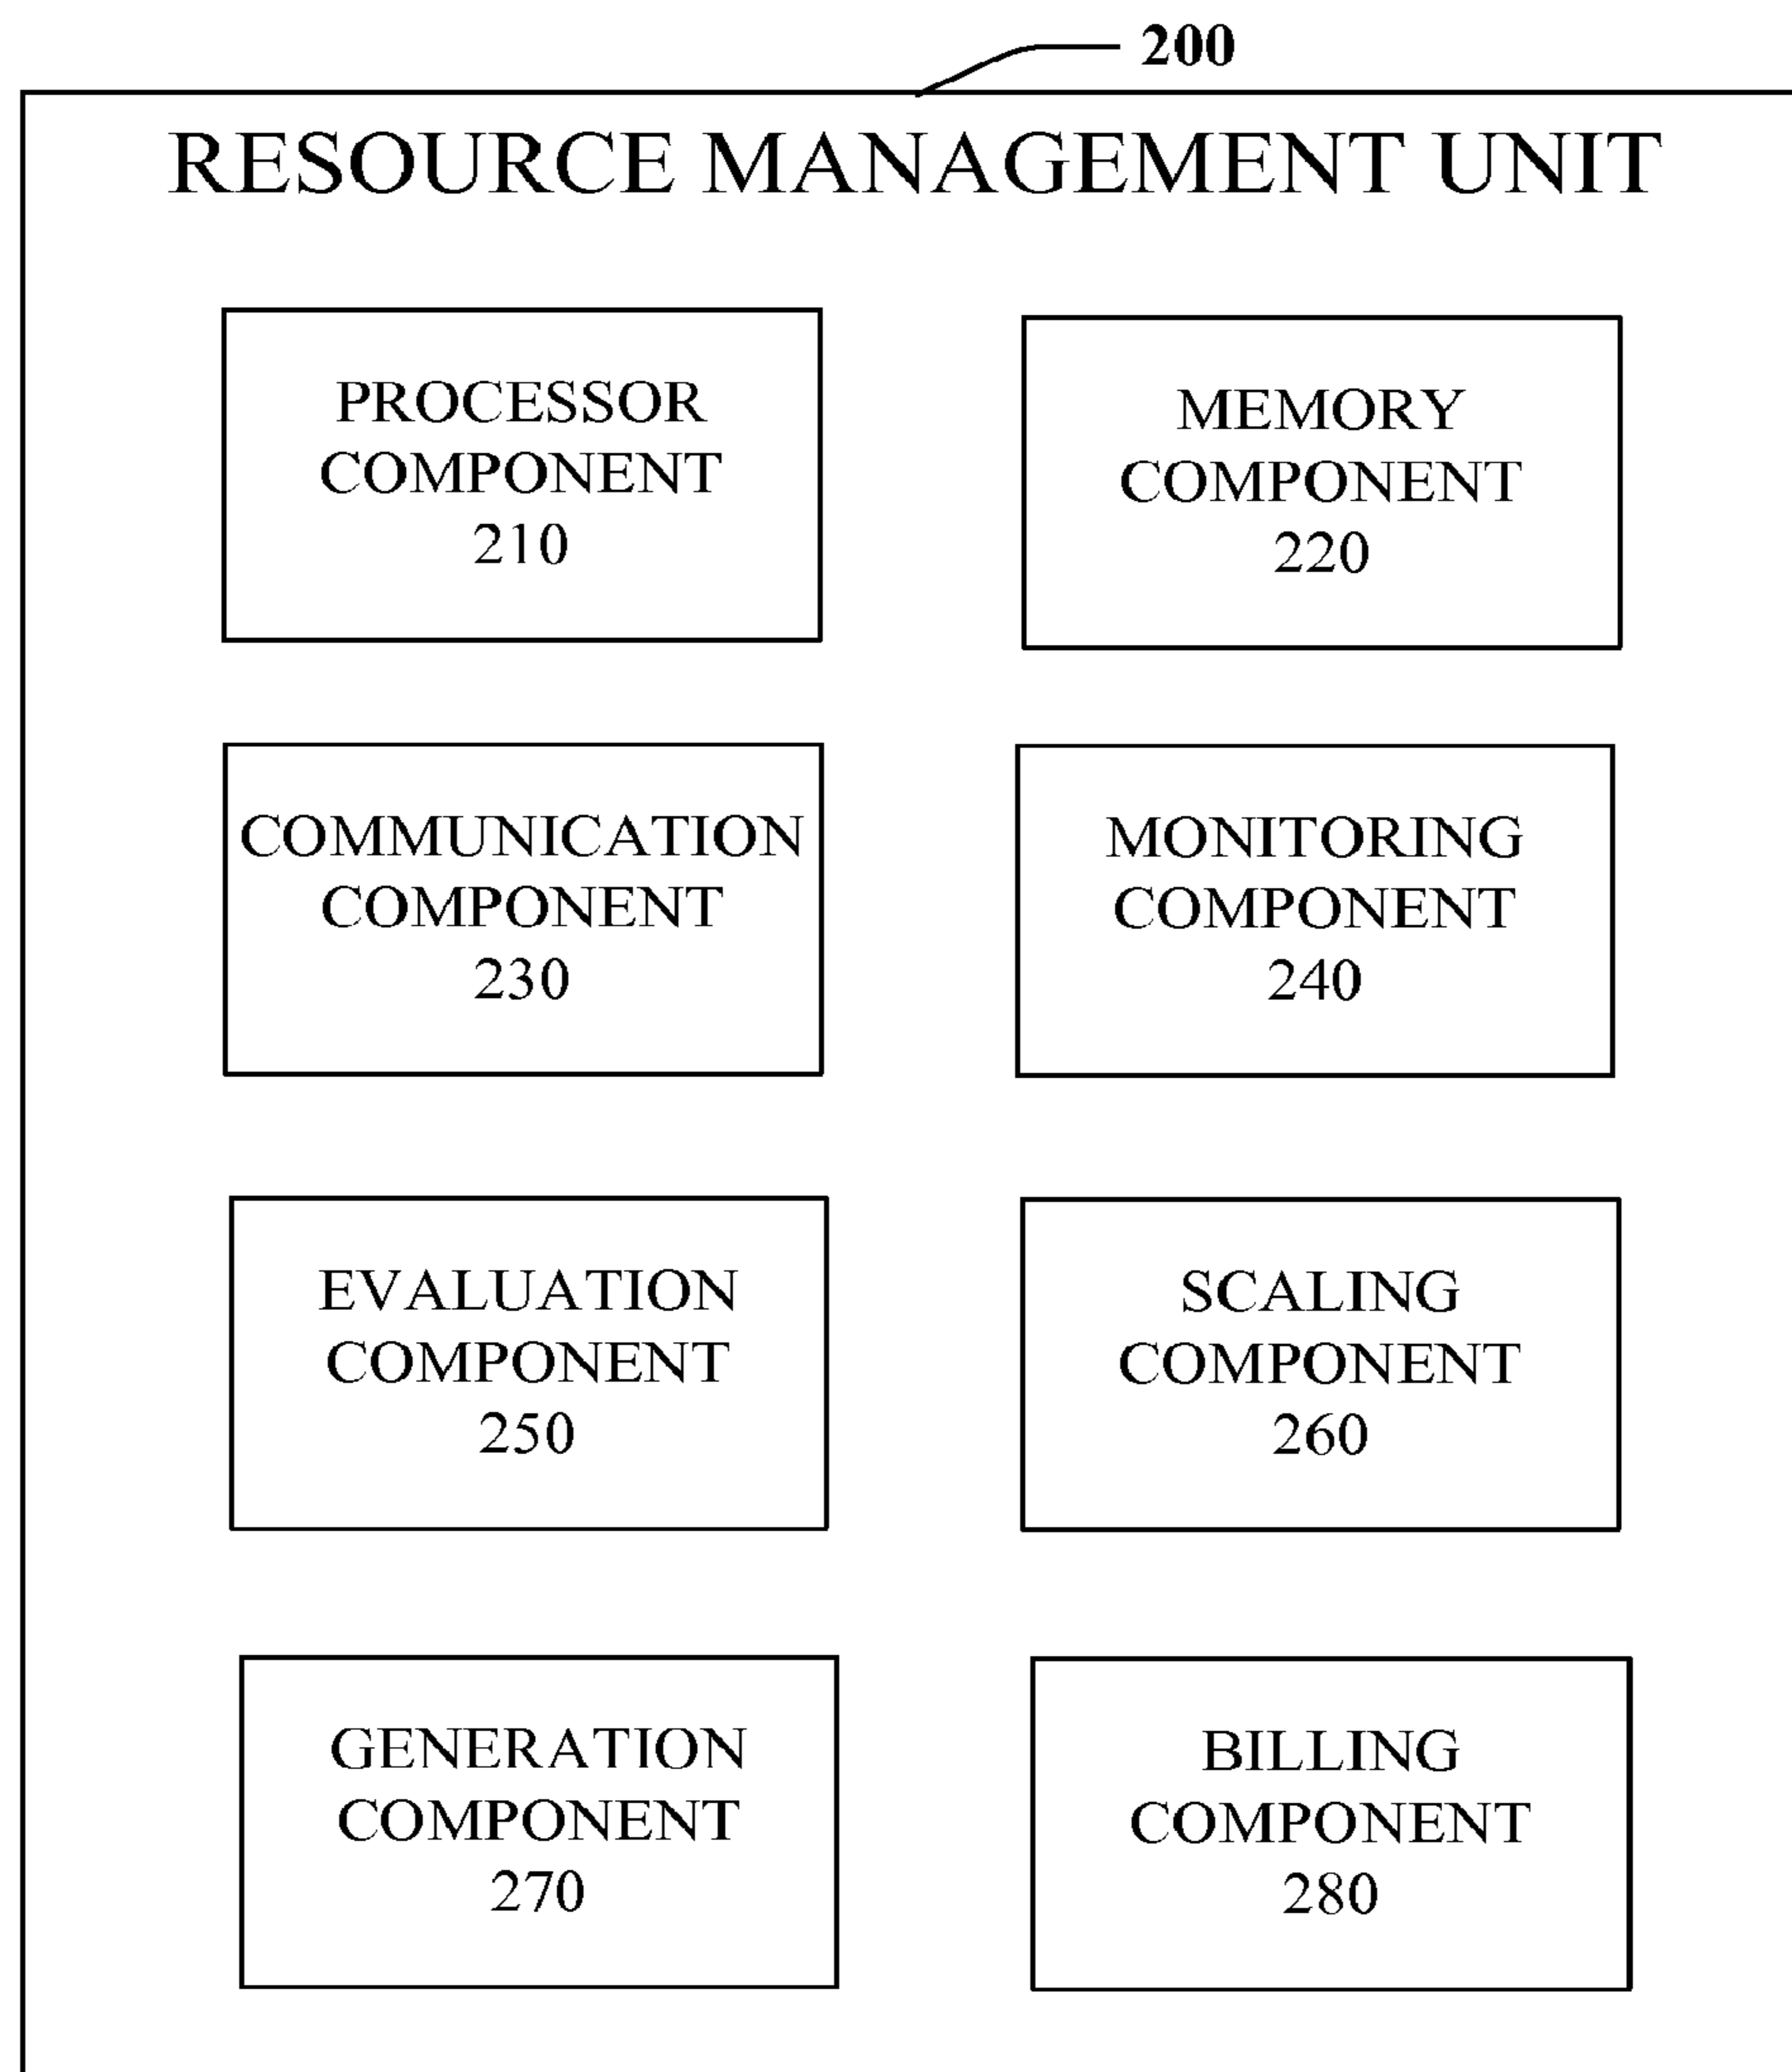 200
RESOURCE MANAGEMENT UNIT
PROCESSOR
COMPONENT
210
MEMORY
COMPONENT
220
COMMUNICATION
COMPONENT
230
MONITORING
COMPONENT
240
EVALUATION
COMPONENT
250
SCALING
COMPONENT
260
GENERATION
COMPONENT
270
BILLING
COMPONENT
280